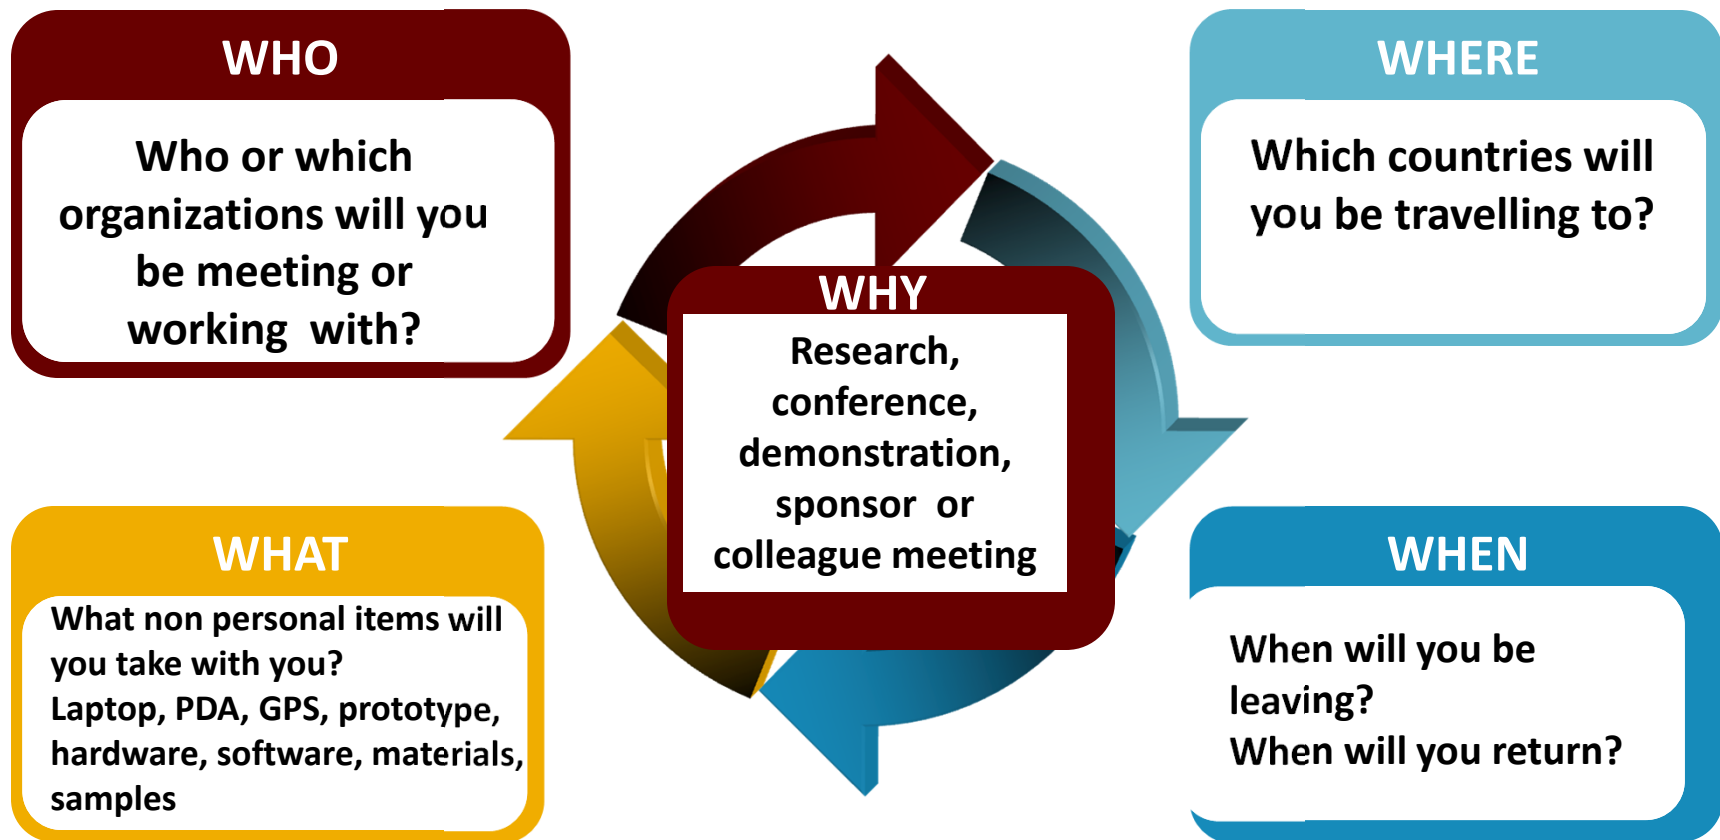 WHO
Who or which
organizations will you
be meeting or
working  with?
WHERE
Which countries will
you be travelling to?
WHY
Research,
conference,
demonstration,
sponsor  or
colleague meeting
WHAT
What non personal items will
you take with you?
Laptop, PDA, GPS, prototype,
hardware, software, materials,
samples
WHEN
When will you be
leaving?
When will you return?